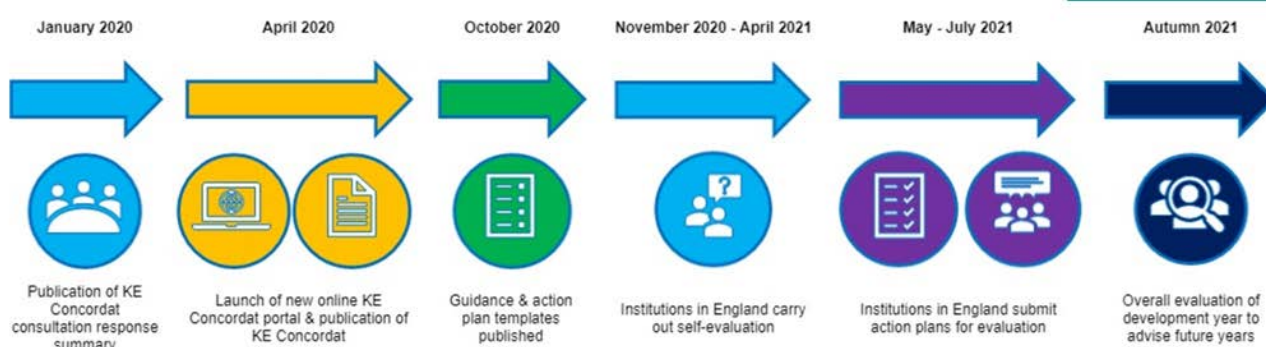 January 2020
April 2020
October 2020
November 2020 - April 2021
May - July 2021
Autumn 2021
?
Publication of KE
Concordat
consultation response
summary
Launch of new online KE
Concordat portal & publication of
KE Concordat
Guidance & action
plan templates
published
Institutions in England carry
out self-evaluation
Institutions in England submit
action plans for evaluation
Overall evaluation of
development year to
advise future years